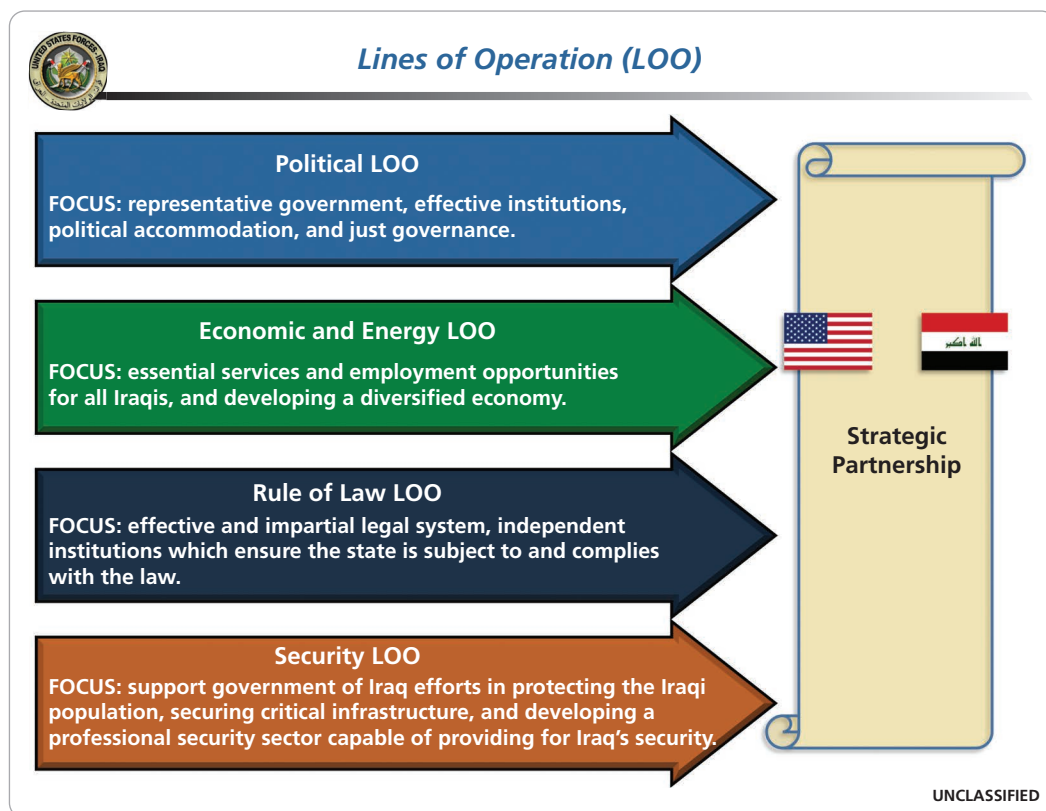 UNITED STATES FORCES - IRAQ
Lines of Operation (LOO)
Political LOO
FOCUS: representative government, effective institutions,
political accommodation, and just governance.
Economic and Energy LOO
FOCUS: essential services and employment opportunities
for all Iraqis, and developing a diversified economy.
Rule of Law LOO
FOCUS: effective and impartial legal system, independent
institutions which ensure the state is subject to and complies
with the law.
Security LOO
FOCUS: support government of Iraq efforts in protecting the Iraqi
population, securing critical infrastructure, and developing a
professional security sector capable of providing for Iraq’s security.
الله اكبر
Strategic
Partnership
UNCLASSIFIED